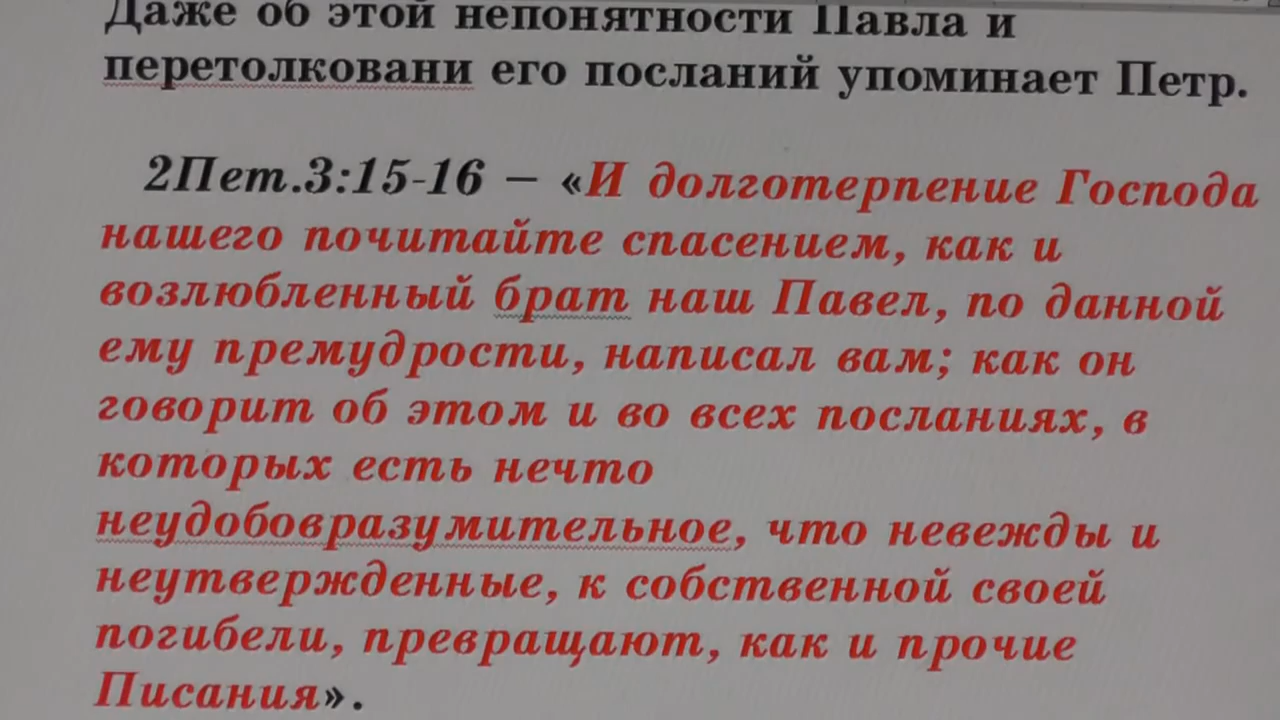 Даже об этой непонятности Павла и
перетолковани его посланий упоминает Петр.
2Пет.3:15-16 – «И долготерпение Господа
нашего почитайте спасением, как и
возлюбленный брат наш Павел, по данной
ему премудрости, написал вам; как он
говорит об этом и во всех посланиях, в
которых есть нечто
неудобовразумительное, что невежды и
неутвержденные, к собственной своей
погибели, превращают, как и прочие
Писания».